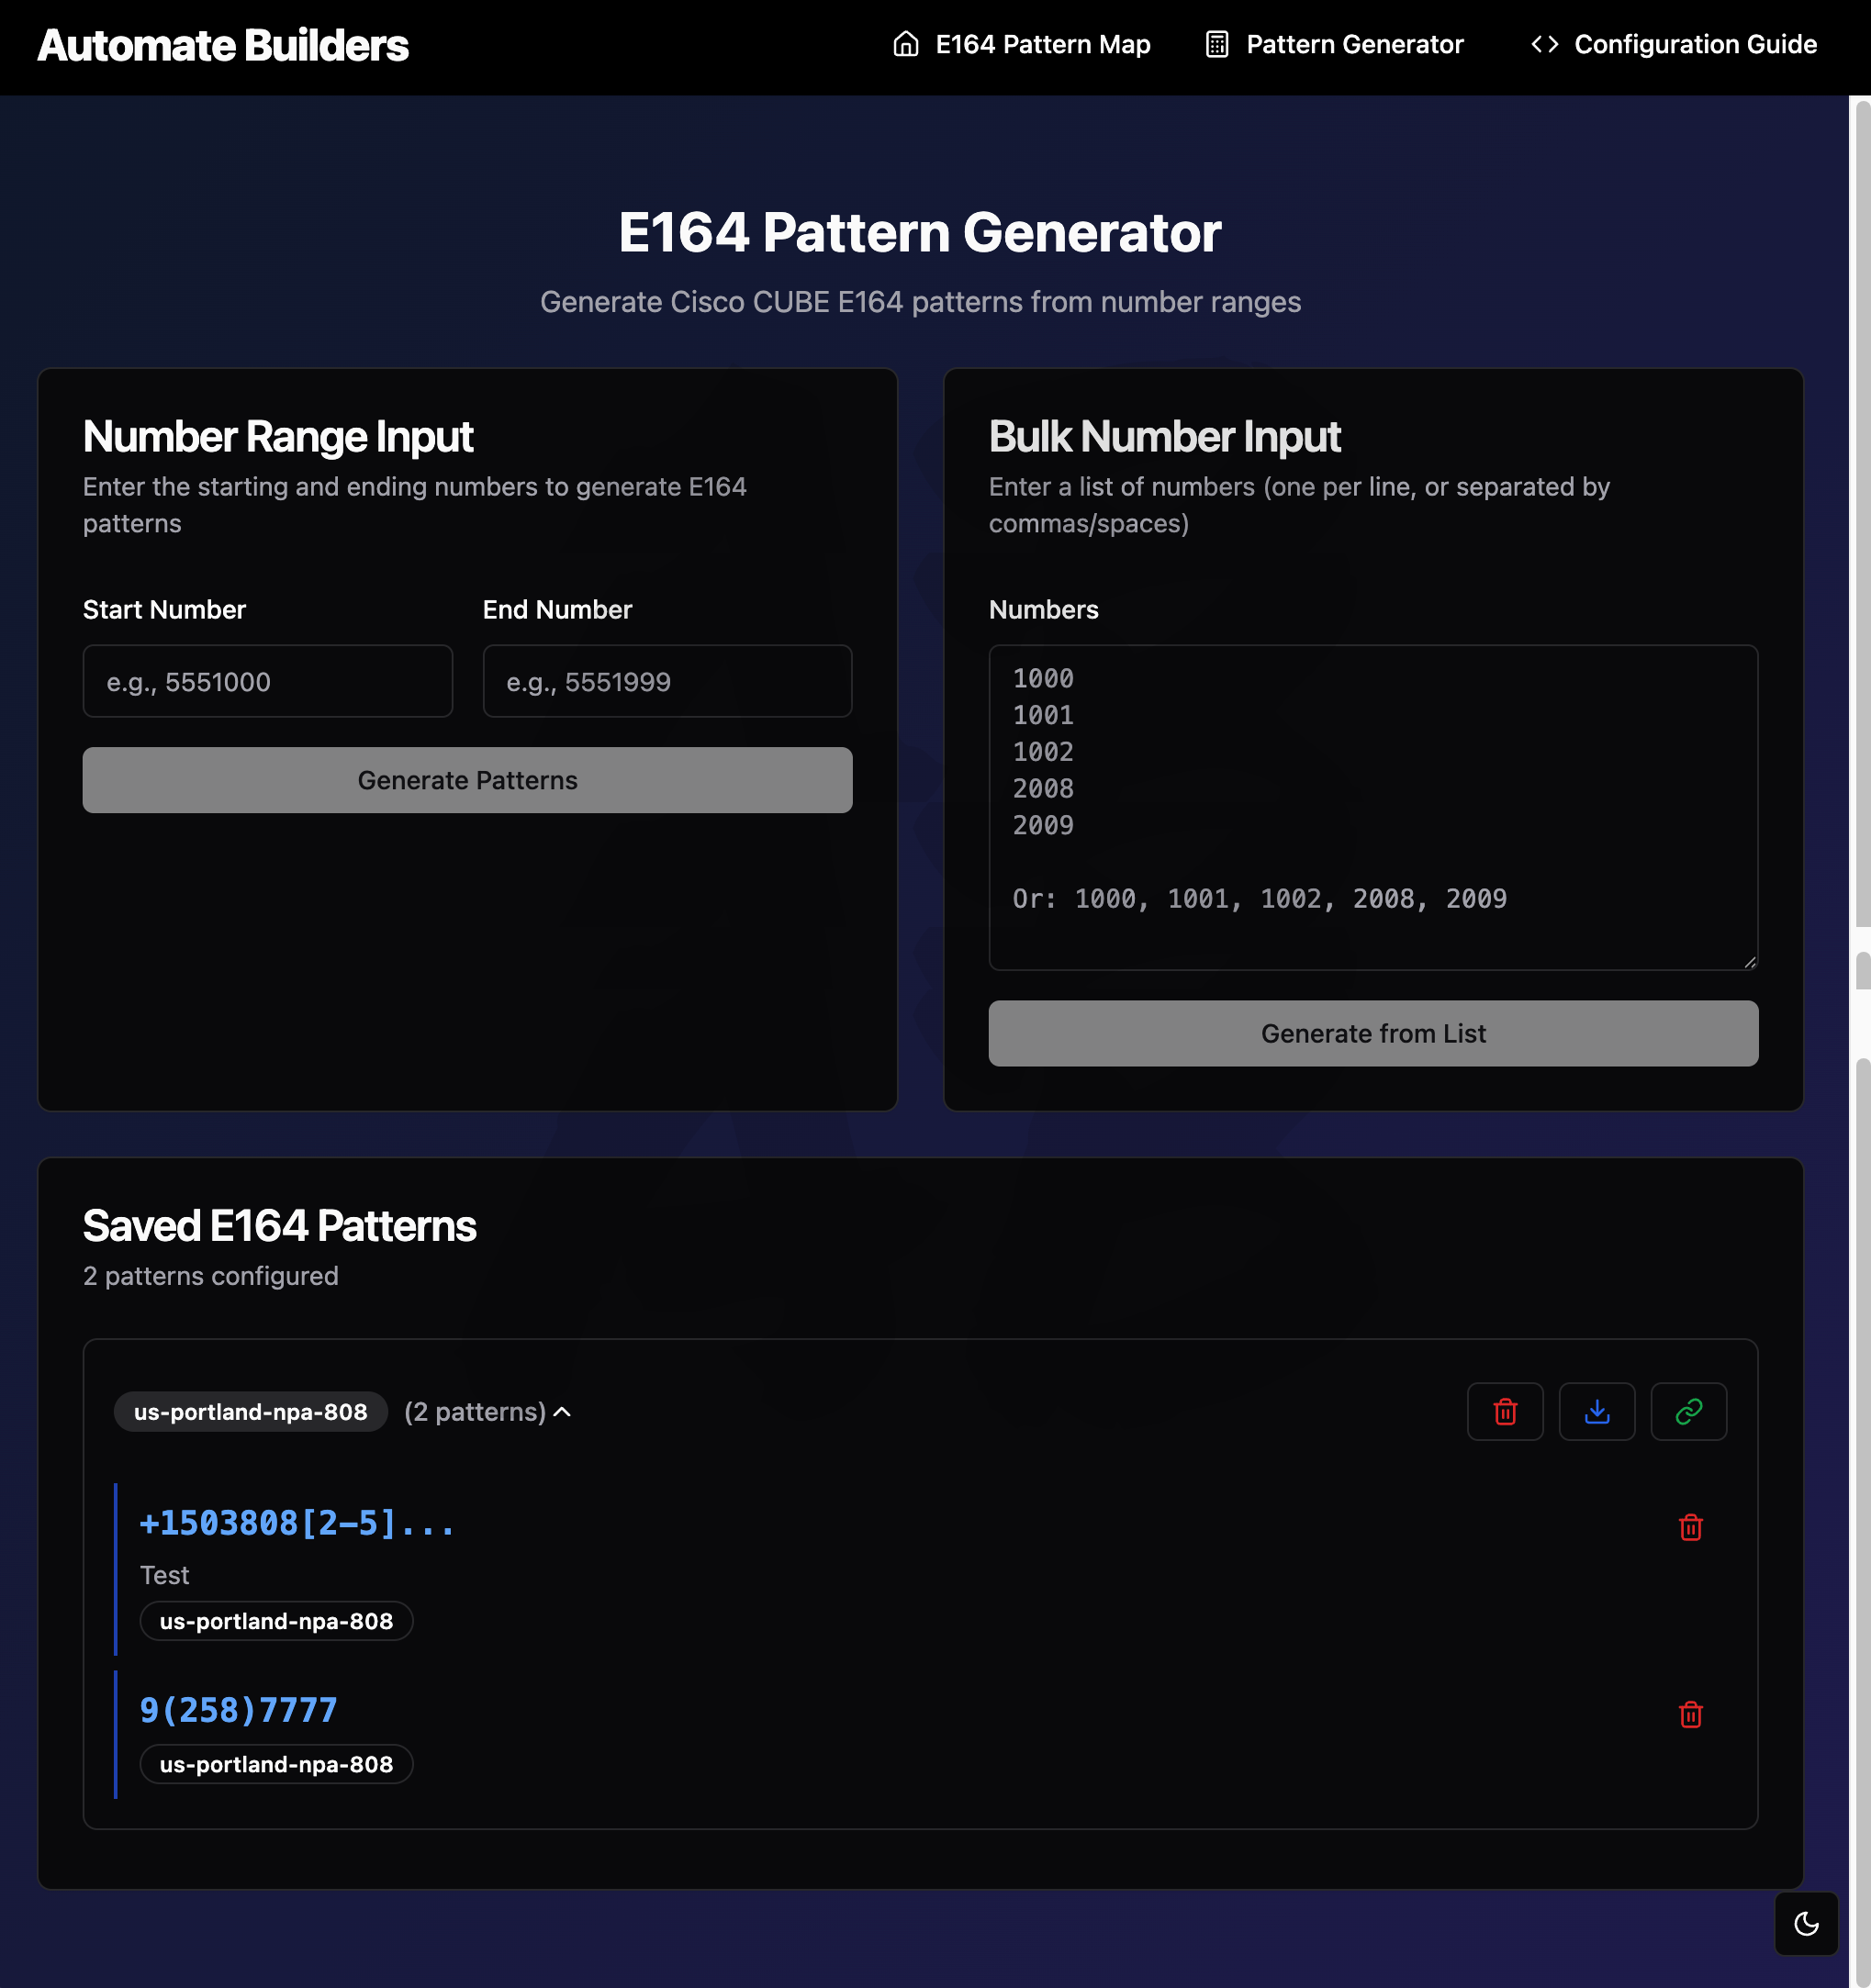 Automate Builders
E164 Pattern Map
Pattern Generator
Configuration Guide
E164 Pattern Generator
Generate Cisco CUBE E164 patterns from number ranges
Number Range Input
Enter the starting and ending numbers to generate E164
patterns
Start Number
End Number
e.g., 5551000
e.g., 5551999
Generate Patterns
Bulk Number Input
Enter a list of numbers (one per line, or separated by
commas/spaces)
Numbers
1000
1001
1002
2008
2009
Or: 1000, 1001, 1002, 2008, 2009
Generate from List
Saved E164 Patterns
2 patterns configured
us-portland-npa-808 (2 patterns)
+1503808[2-5]...
Test
us-portland-npa-808
9(258)7777
us-portland-npa-808